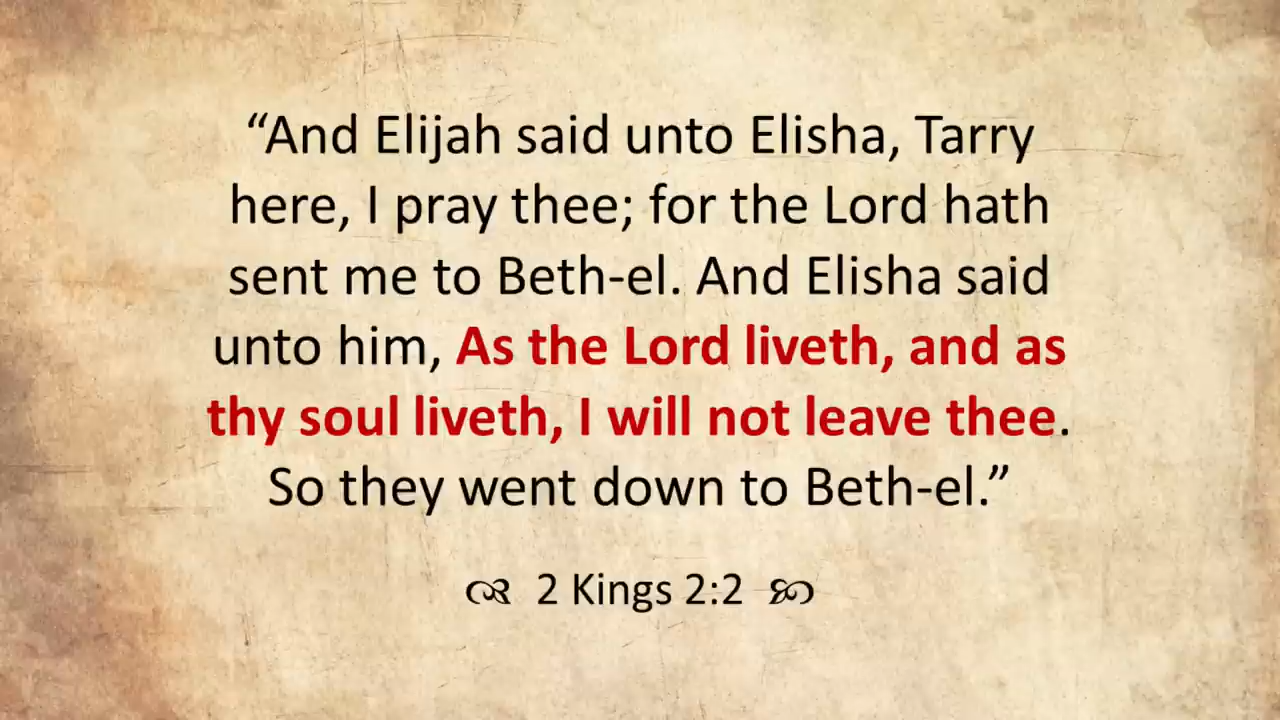 “And Elijah said unto Elisha, Tarry
here, I pray thee; for the Lord hath
sent me to Beth-el. And Elisha said
unto him, As the Lord liveth, and as
thy soul liveth, I will not leave thee.
So they went down to Beth-el.”
2 Kings 2:2